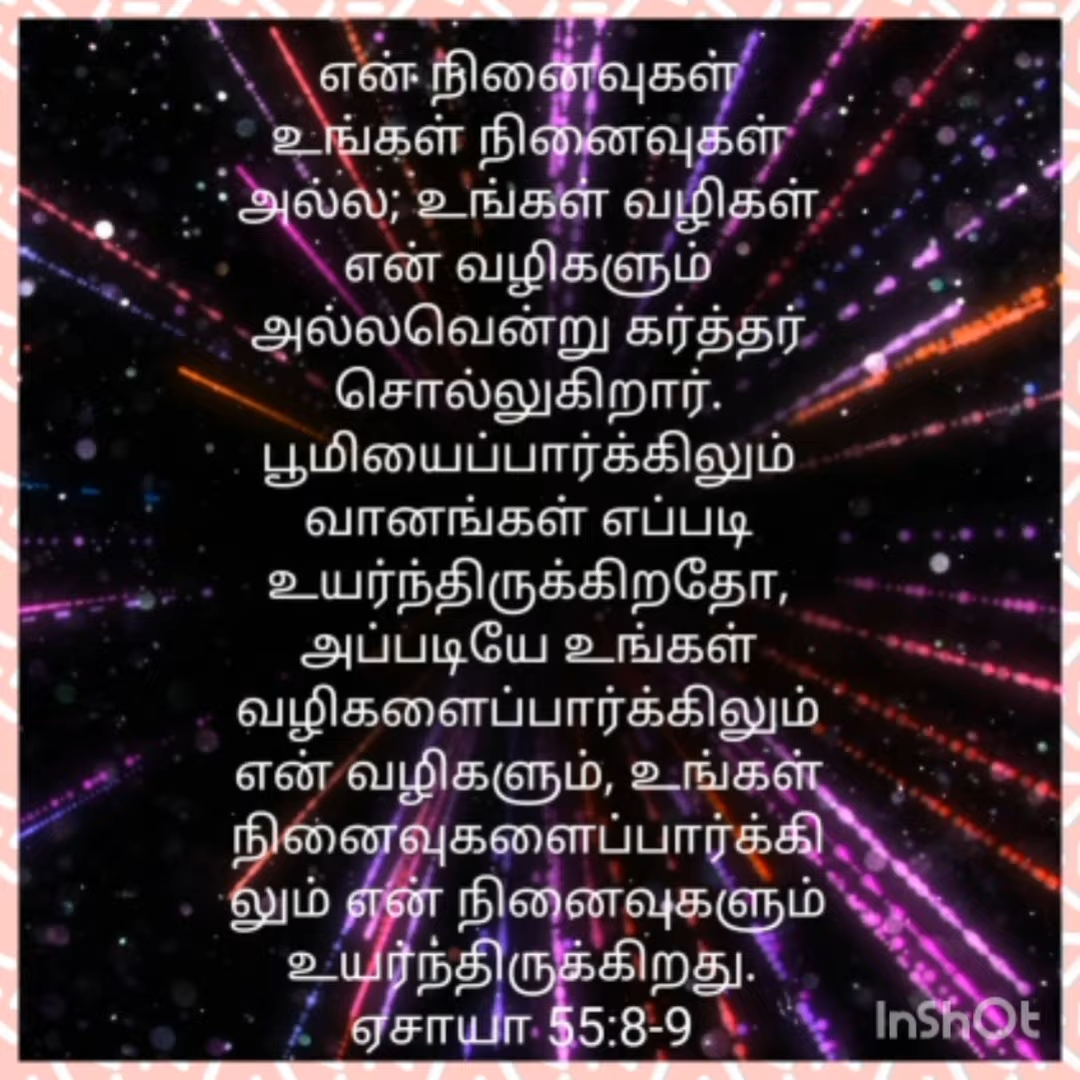 என் நினைவுகள்
உங்கள் நினைவுகள்
அல்ல; உங்கள் வழிகள்
என் வழிகளும்
அல்லவென்று கர்த்தர்
சொல்லுகிறார்.
பூமியைப்பார்க்கிலும்
வானங்கள் எப்படி
உயர்ந்திருக்கிறதோ,
அப்படியே உங்கள்
வழிகளைப்பார்க்கிலும்
என் வழிகளும், உங்கள்
நினைவுகளைப்பார்க்கி
லும் என் நினைவுகளும்
உயர்ந்திருக்கிறது.
ஏசாயா 55:8-9
InShOt